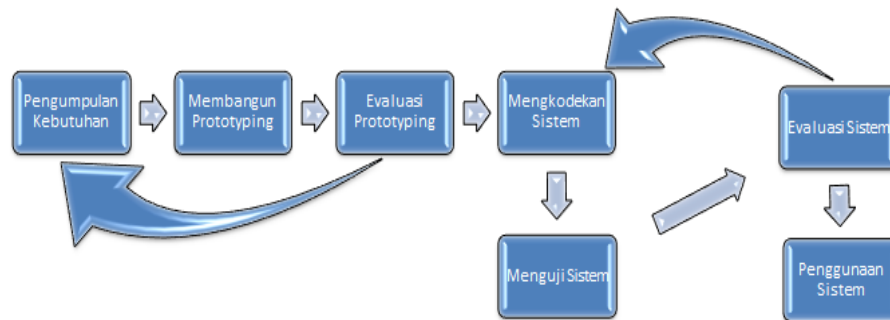 Pengumpulan
Kebutuhan
Membangun
Prototyping
Evaluasi
Prototyping
Mengkodekan
Sistem
Evaluasi Sistem
Menguji Sistem
Penggunaan
Sistem